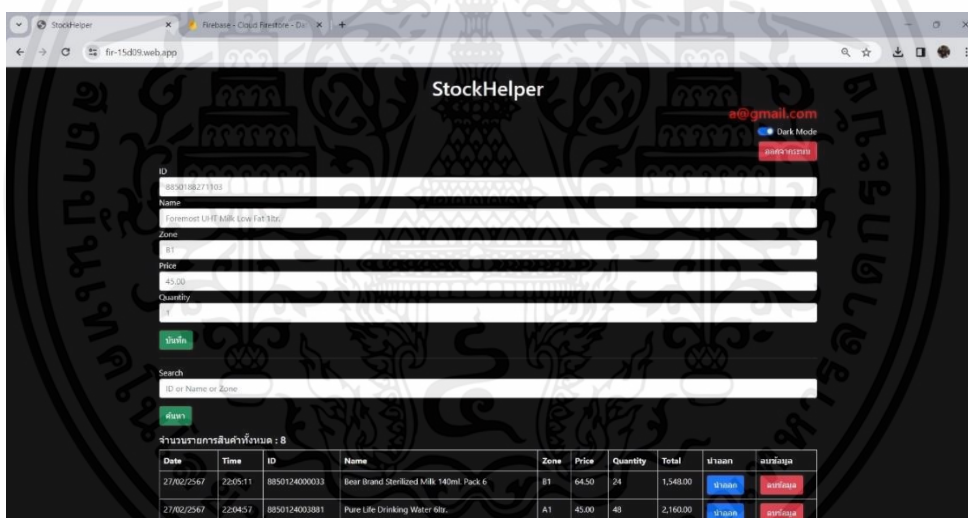 StockHelper
Firebase - Cloud Firestore - Da
fir-15d09.web.app
StockHelper
a@gmail.com
Dark Mode
ออกจากระบบ
ID
8850188271103
Name
Foremost UHT Milk Low Fat 1ltr.
Zone
B1
Price
45.00
Quantity
1
บันทึก
Search
ID or Name or Zone
ค้นหา
จำนวนรายการสินค้าทั้งหมด : 8
Date Time ID Name Zone Price Quantity Total นำออก ลบข้อมูล
27/02/2567 22:05:11 8850124000033 Bear Brand Sterilized Milk 140ml. Pack 6 B1 64.50 24 1,548.00 นำออก ลบข้อมูล
27/02/2567 22:04:57 8850124003881 Pure Life Drinking Water 6ltr. A1 45.00 48 2,160.00 นำออก ลบข้อมูล